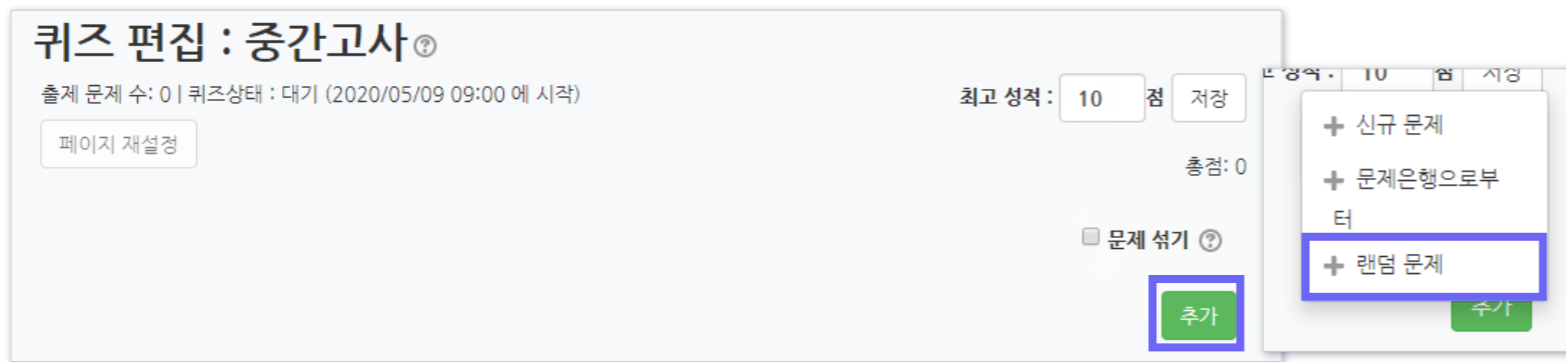 퀴즈 편집 : 중간고사
출제 문제 수: 0 | 퀴즈상태 : 대기 (2020/05/09 09:00 에 시작)
최고 성적 : 10 점 저장
페이지 재설정
총점: 0
문제 섞기
추가
성적 : 10 점 저장
신규 문제
문제은행으로부
터
랜덤 문제
추가